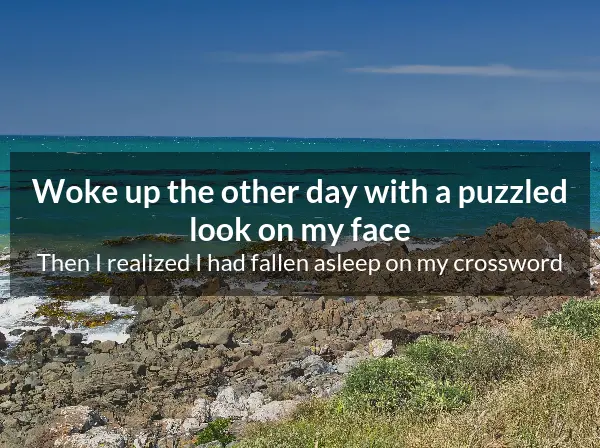 Woke up the other day with a puzzled
look on my face
Then I realized I had fallen asleep on my crossword